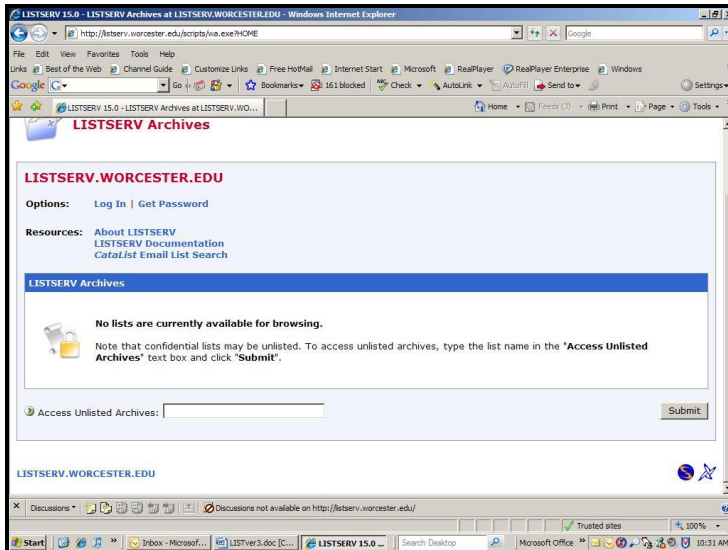 LISTSERV 15.0 - LISTSERV Archives at LISTSERV.WORCESTER.EDU - Windows Internet Explorer
http://listserv.worcester.edu/scripts/wa.exe?HOME
Google
File Edit View Favorites Tools Help
Links Best of the Web Channel Guide Customize Links Free HotMail Internet Start Microsoft RealPlayer RealPlayer Enterprise Windows
Google G Go Bookmarks 161 blocked Check AutoLink AutoFill Send to Settings
LISTSERV 15.0 - LISTSERV Archives at LISTSERV.WO... Home Feeds (J) Print Page Tools
LISTSERV Archives
LISTSERV.WORCESTER.EDU
Options: Log In | Get Password
Resources: About LISTSERV
LISTSERV Documentation
CataList Email List Search
LISTSERV Archives
No lists are currently available for browsing.
Note that confidential lists may be unlisted. To access unlisted archives, type the list name in the "Access Unlisted
Archives" text box and click "Submit".
Access Unlisted Archives:
Submit
LISTSERV.WORCESTER.EDU
Discussions Discussions not available on http://listserv.worcester.edu/
Trusted sites 100%
Start Inbox - Microsof... LISTver3.doc [C... LISTSERV 15.0 ... Search Desktop Microsoft Office 10:31 AM